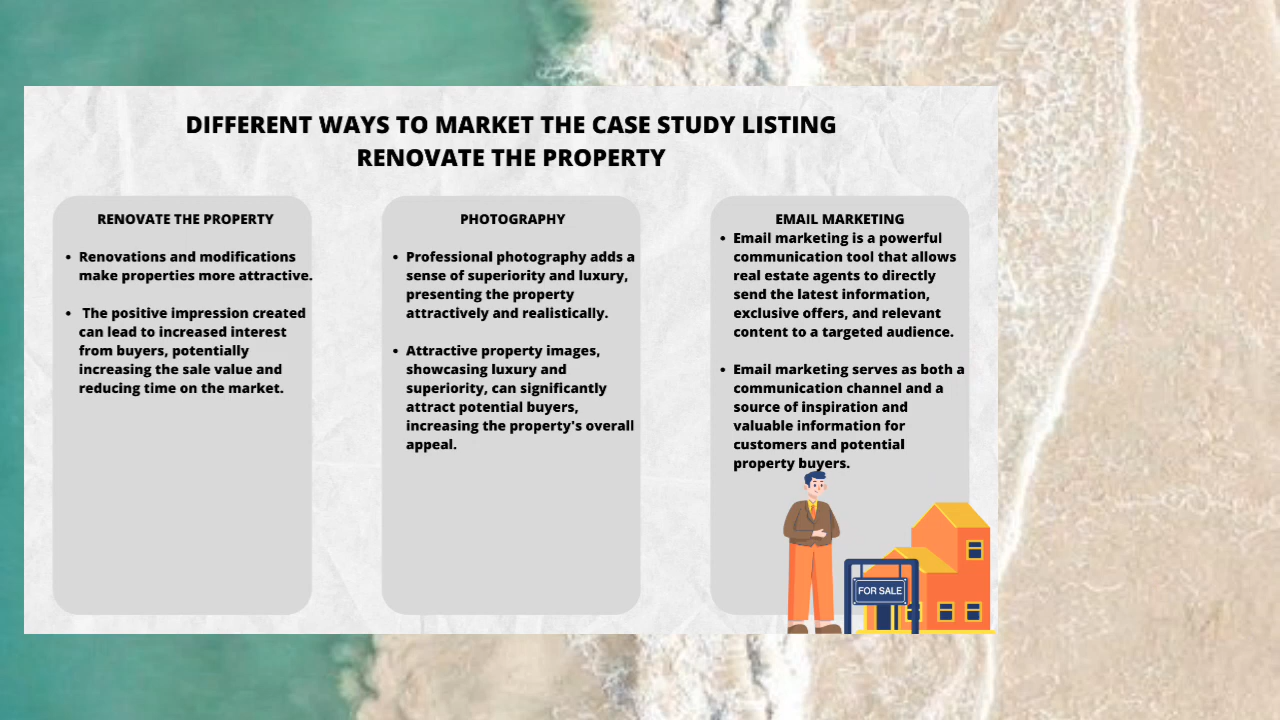 DIFFERENT WAYS TO MARKET THE CASE STUDY LISTING
RENOVATE THE PROPERTY
RENOVATE THE PROPERTY
• Renovations and modifications
make properties more attractive.
• The positive impression created
can lead to increased interest
from buyers, potentially
increasing the sale value and
reducing time on the market.
PHOTOGRAPHY
• Professional photography adds a
sense of superiority and luxury,
presenting the property
attractively and realistically.
• Attractive property images,
showcasing luxury and
superiority, can significantly
attract potential buyers,
increasing the property's overall
appeal.
EMAIL MARKETING
• Email marketing is a powerful
communication tool that allows
real estate agents to directly
send the latest information,
exclusive offers, and relevant
content to a targeted audience.
• Email marketing serves as both a
communication channel and a
source of inspiration and
valuable information for
customers and potential
property buyers.
FOR SALE